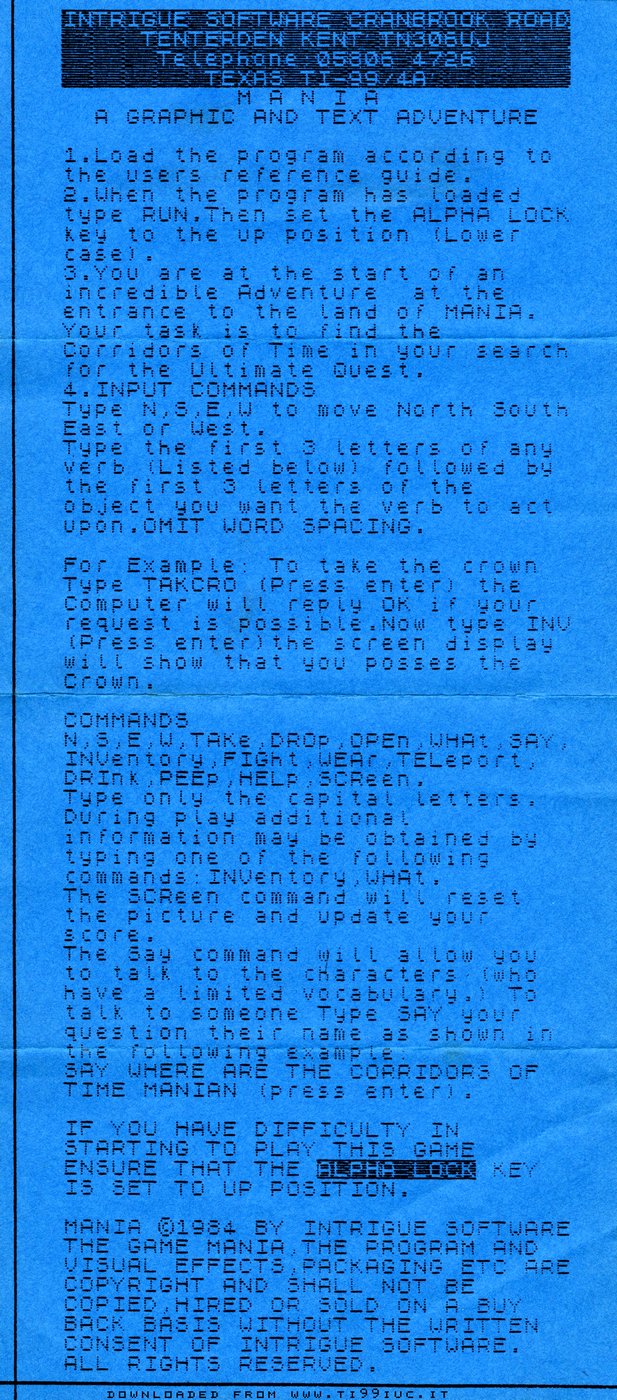 INTRIGUE SOFTWARE CRANBROOK ROAD
TENTERDEN KENT TN306UJ
Telephone:05806 4726
TEXAS TI-99/4A
M A N I A
A GRAPHIC AND TEXT ADVENTURE
1.Load the program according to
the users reference guide.
2.When the program has loaded
type RUN.Then set the ALPHA LOCK
key to the up position (Lower
case).
3.You are at the start of an
incredible Adventure at the
entrance to the land of MANIA.
Your task is to find the
Corridors of Time in your search
for the Ultimate Quest.
4.INPUT COMMANDS
Type N,S,E,W to move North South
East or West.
Type the first 3 letters of any
verb (Listed below) followed by
the first 3 letters of the
object you want the verb to act
upon.OMIT WORD SPACING.
For Example: To take the crown
Type TAKCRO (Press enter) the
Computer will reply OK if your
request is possible.Now type INV
(Press enter)the screen display
will show that you posses the
Crown.
COMMANDS
N,S,E,W,TAKe,DROp,OPEn,WHAt,SAY,
INVentory,FIGht,WEAr,TELeport,
DRInk,PEEp,HELp,SCReen.
Type only the capital letters.
During play additional
information may be obtained by
typing one of the following
commands:INVentory,WHAt.
The SCReen command will reset
the picture and update your
score.
The Say command will allow you
to talk to the characters (who
have a limited vocabulary.) To
talk to someone Type SAY your
question their name as shown in
the following example:
SAY WHERE ARE THE CORRIDORS OF
TIME MANIAN (press enter).
IF YOU HAVE DIFFICULTY IN
STARTING TO PLAY THIS GAME
ENSURE THAT THE ALPHA LOCK KEY
IS SET TO UP POSITION.
MANIA ©1984 BY INTRIGUE SOFTWARE
THE GAME MANIA,THE PROGRAM AND
VISUAL EFFECTS,PACKAGING ETC ARE
COPYRIGHT AND SHALL NOT BE
COPIED,HIRED OR SOLD ON A BUY
BACK BASIS WITHOUT THE WRITTEN
CONSENT OF INTRIGUE SOFTWARE.
ALL RIGHTS RESERVED.
DOWNLOADED FROM WWW.TI99IUC.IT